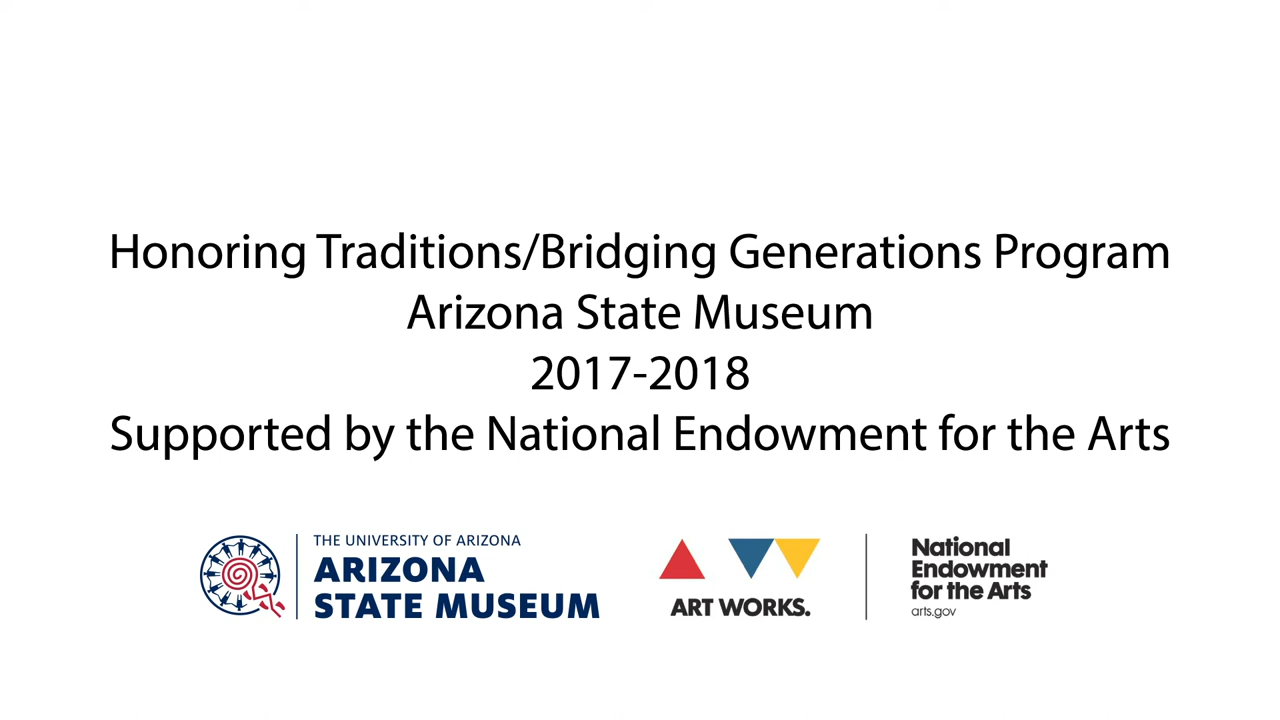 Honoring Traditions/Bridging Generations Program
Arizona State Museum
2017-2018
Supported by the National Endowment for the Arts
THE UNIVERSITY OF ARIZONA
ARIZONA
STATE MUSEUM
ART WORKS.
National
Endowment
for the Arts
arts.gov